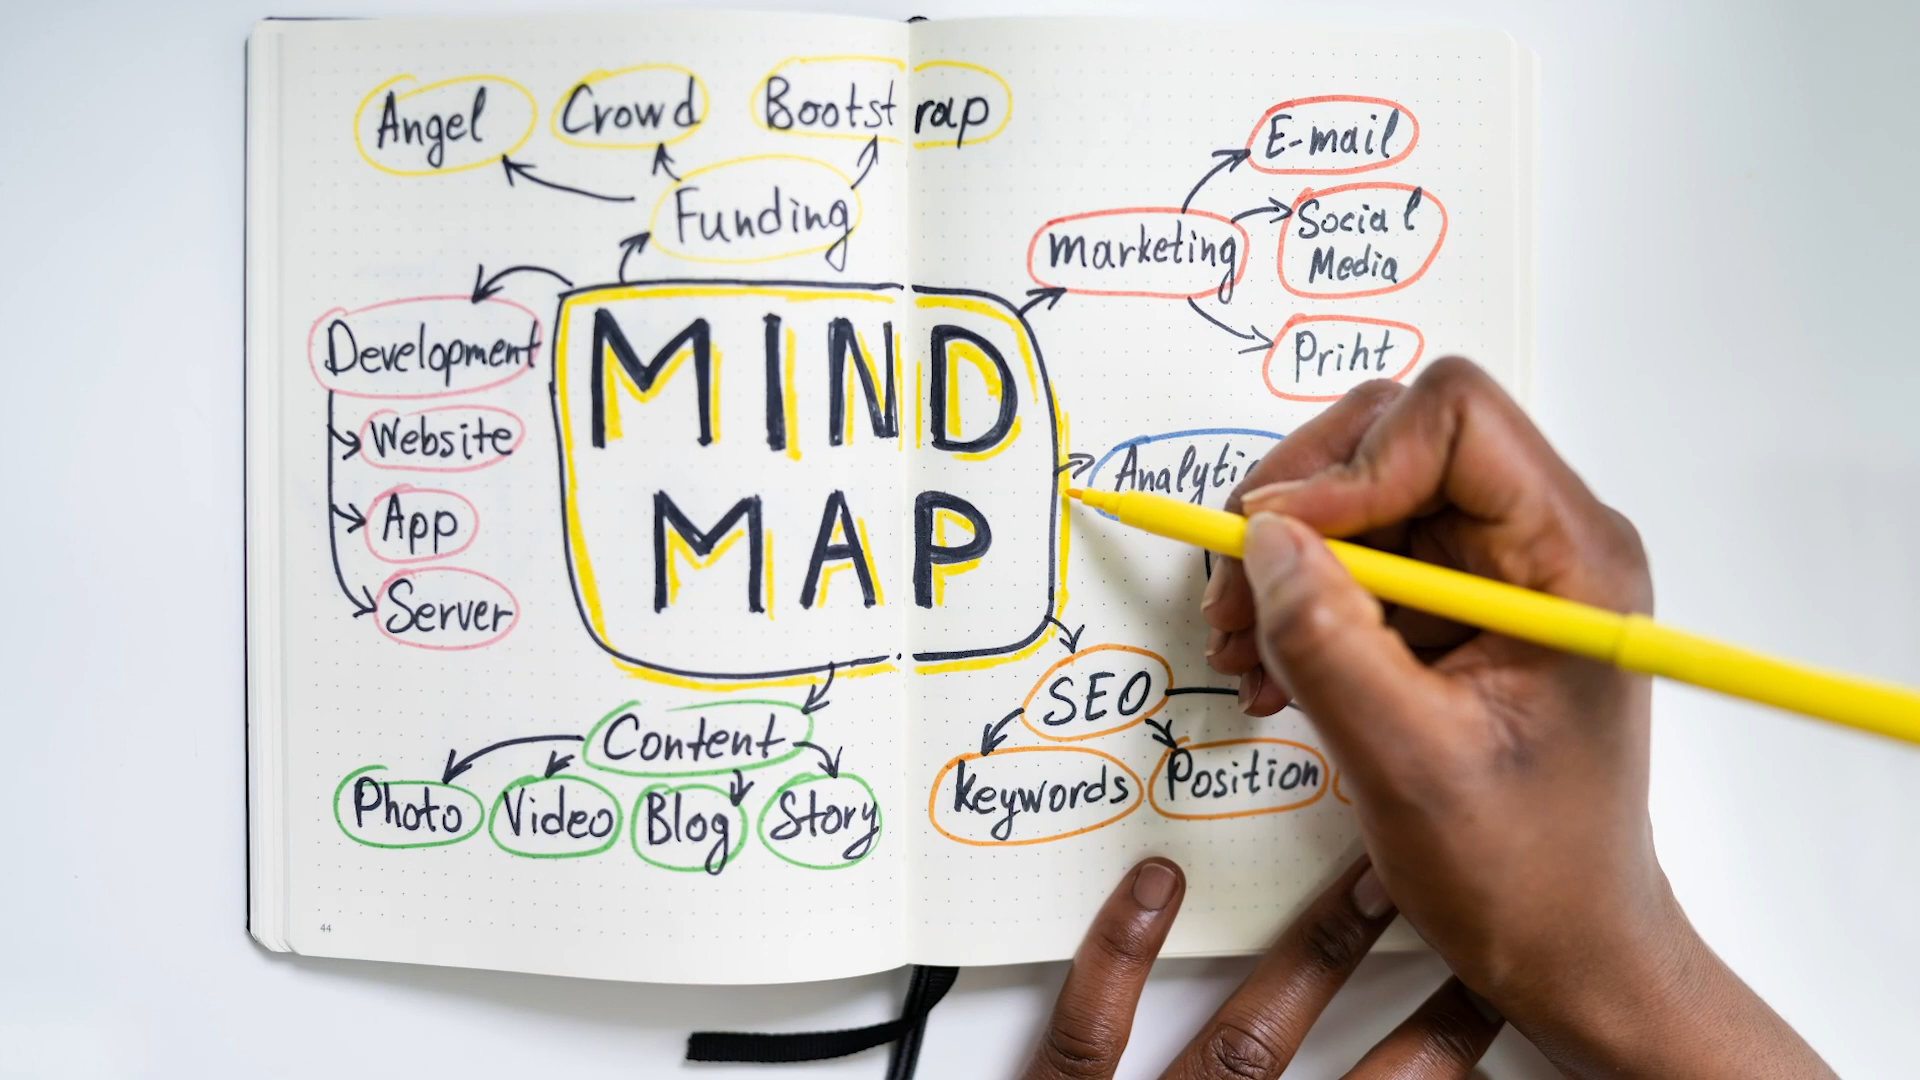 Angel
Crowd
Bootstrap
Funding
Development
Website
App
Server
MIND
MAP
Marketing
E-mail
Social
Media
Print
SEO
Keywords
Position
Content
Photo
Video
Blog
Story
44